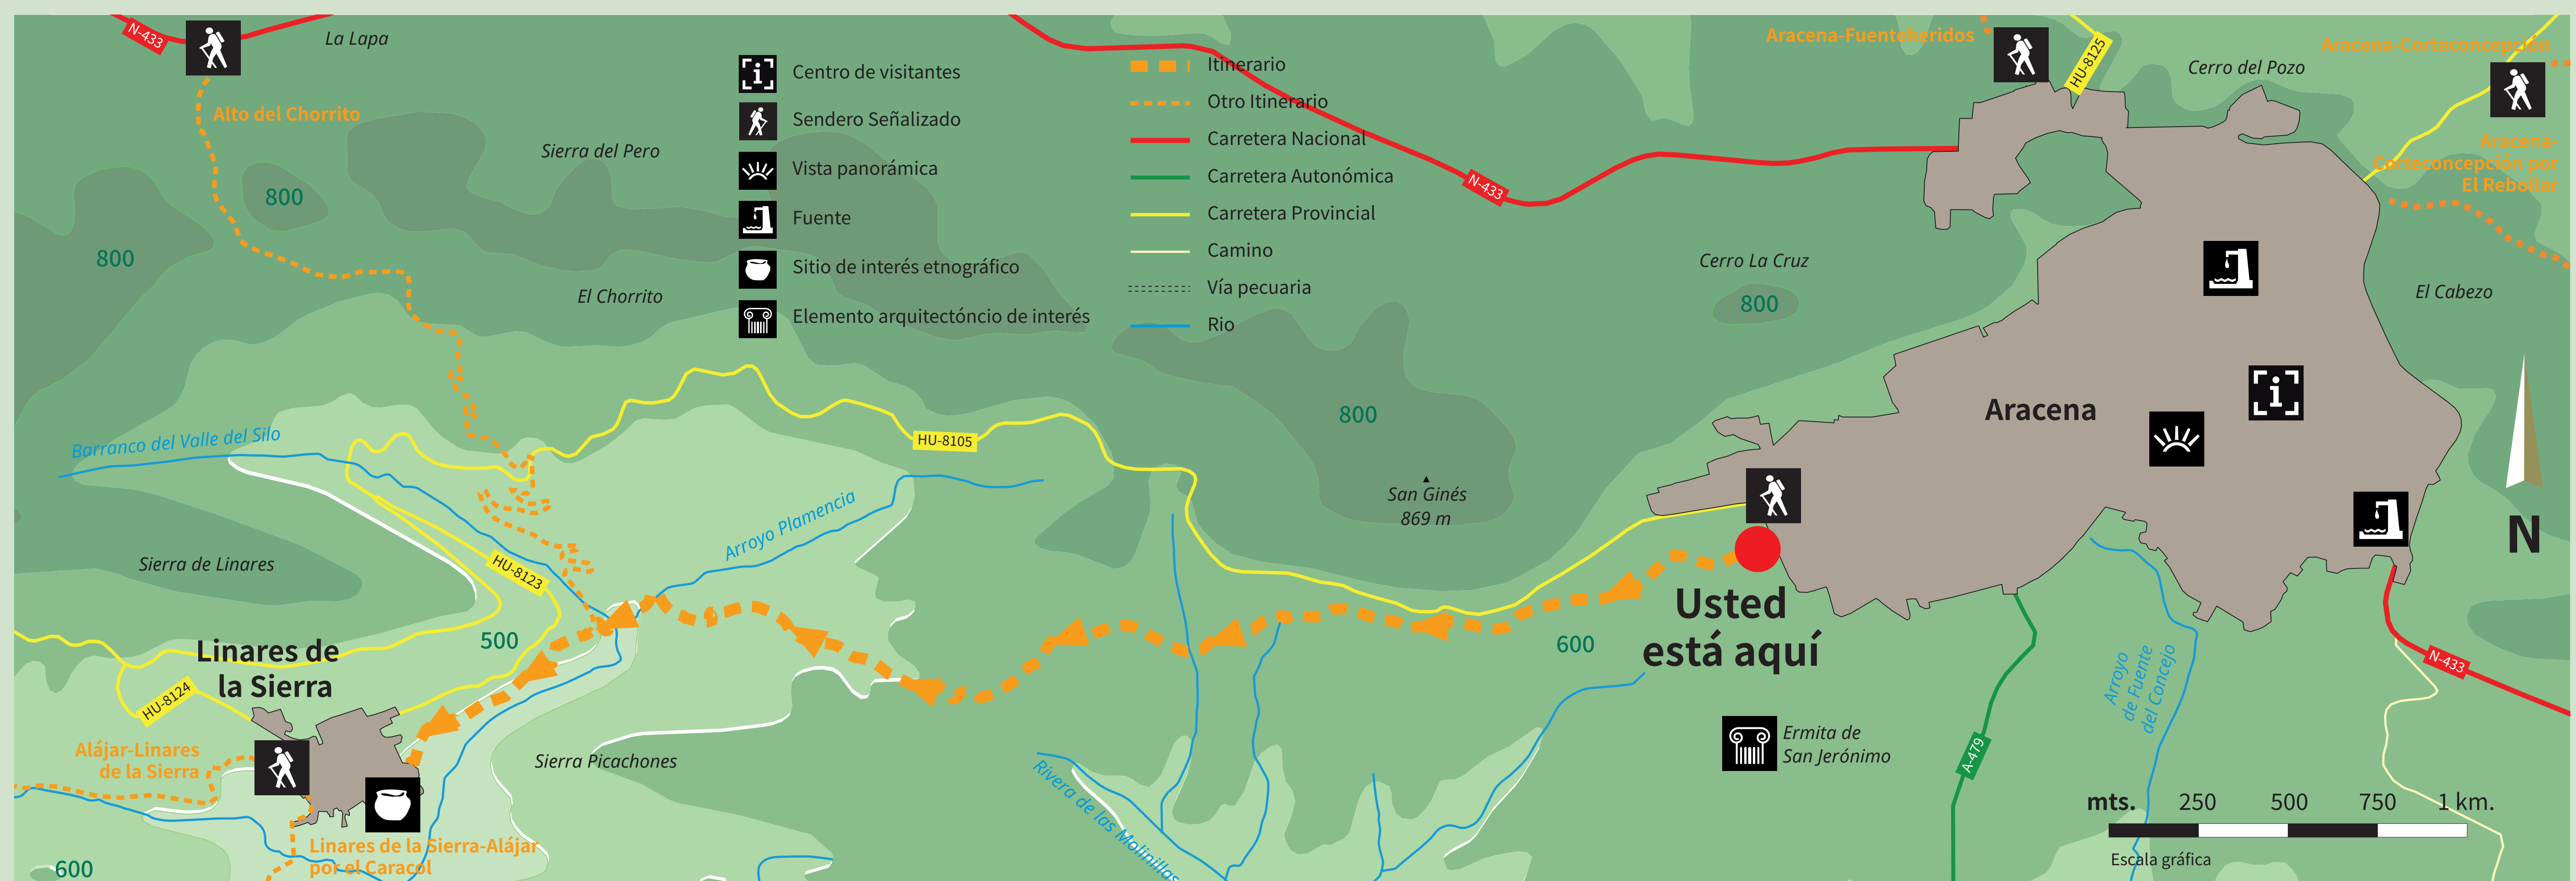 N-433
La Lapa
Alto del Chorrito
Sierra del Pero
800
800
El Chorrito
Centro de visitantes
Sendero Señalizado
Vista panorámica
Fuente
Sitio de interés etnográfico
Elemento arquitectóncio de interés
Itinerario
Otro Itinerario
Carretera Nacional
Carretera Autonómica
Carretera Provincial
Camino
Vía pecuaria
Rio
N-433
Aracena-Fuenteheridos
HU-8125
Cerro del Pozo
Aracena-Corteconcepción
Aracena-
Corteconcepción por
El Rebollar
Cerro La Cruz
800
El Cabezo
Aracena
800
San Ginés
869 m
N
Barranco del Valle del Silo
HU-8105
Arroyo Plamencia
Sierra de Linares
HU-8123
500
Linares de
la Sierra
HU-8124
Alájar-Linares
de la Sierra
Linares de la Sierra-Alájar
por el Caracol
600
Sierra Picachones
Rivera de las Molinillas
600
Usted
está aquí
Ermita de
San Jerónimo
A-479
Arroyo
de Fuente
del Concejo
N-433
mts. 250 500 750 1 km.
Escala gráfica